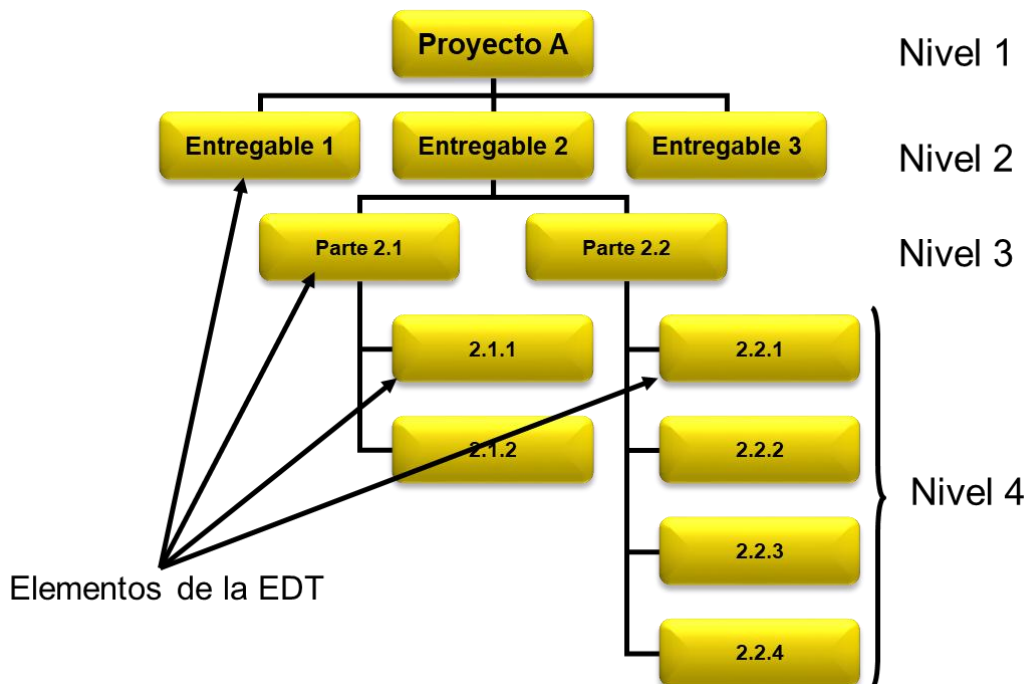 Proyecto A
Nivel 1
Entregable 1
Entregable 2
Entregable 3
Nivel 2
Parte 2.1
Parte 2.2
Nivel 3
2.1.1
2.2.1
2.1.2
2.2.2
Nivel 4
2.2.3
Elementos de la EDT
2.2.4